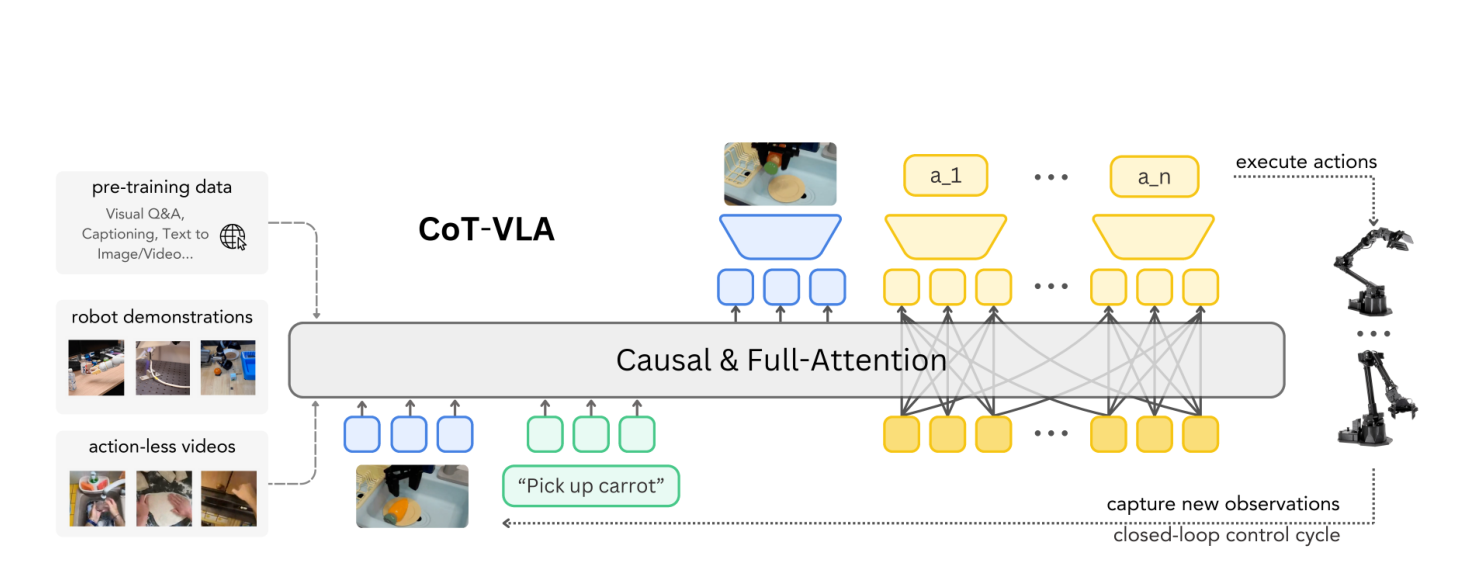 pre-training data
Visual Q&A,
Captioning, Text to
Image/Video...
robot demonstrations
action-less videos
CoT-VLA
a_1
...
a_n
execute actions
...
Causal & Full-Attention
...
...
"Pick up carrot"
capture new observations
closed-loop control cycle